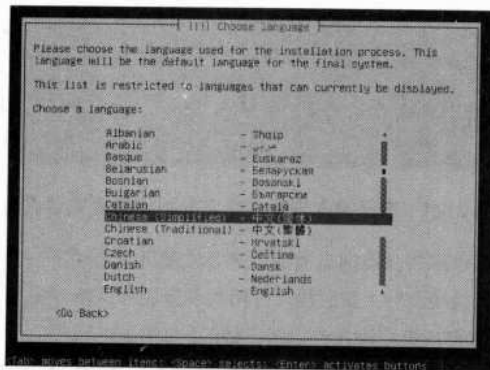 [!!] Choose language
Please choose the language used for the installation process. This
language will be the default language for the final system.
This list is restricted to languages that can currently be displayed.
Choose a language:
Albanian - Shqip
Arabic - عربي
Basque - Euskaraz
Belarusian - Беларуская
Bosnian - Bosanski
Bulgarian - Български
Catalan - Català
Chinese (Simplified) - 中文(简体)
Chinese (Traditional) - 中文(繁體)
Croatian - Hrvatski
Czech - Čeština
Danish - Dansk
Dutch - Nederlands
English - English
<Go Back>
<Tab> moves between items; <Space> selects; <Enter> activates buttons